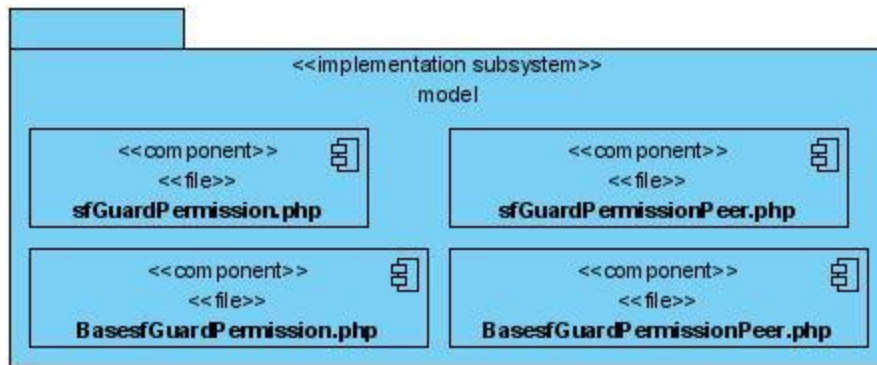 <<implementation subsystem>>
model
<<component>>
<<file>>
sfGuardPermission.php
<<component>>
<<file>>
sfGuardPermissionPeer.php
<<component>>
<<file>>
BasesfGuardPermission.php
<<component>>
<<file>>
BasesfGuardPermissionPeer.php